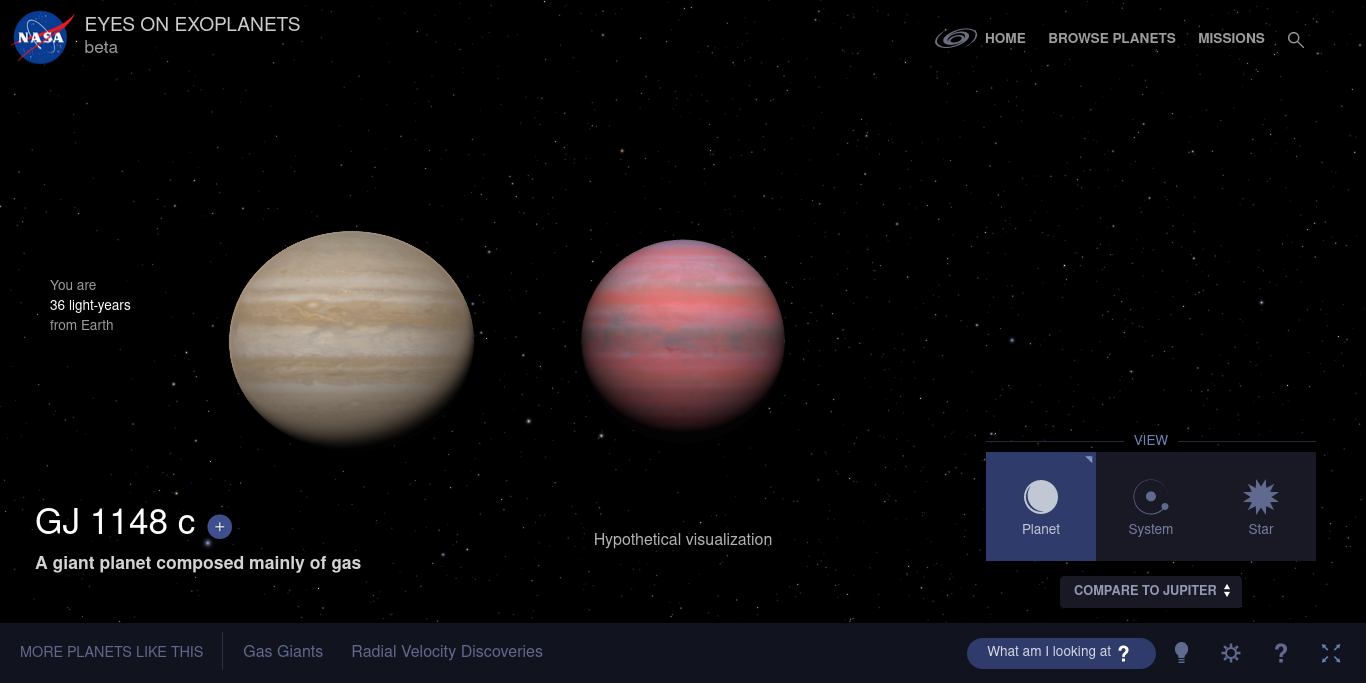 NASA
EYES ON EXOPLANETS
beta
HOME
BROWSE PLANETS
MISSIONS
You are
36 light-years
from Earth
VIEW
Planet
System
Star
GJ 1148 c +
A giant planet composed mainly of gas
Hypothetical visualization
COMPARE TO JUPITER
MORE PLANETS LIKE THIS
Gas Giants
Radial Velocity Discoveries
What am I looking at ?
?